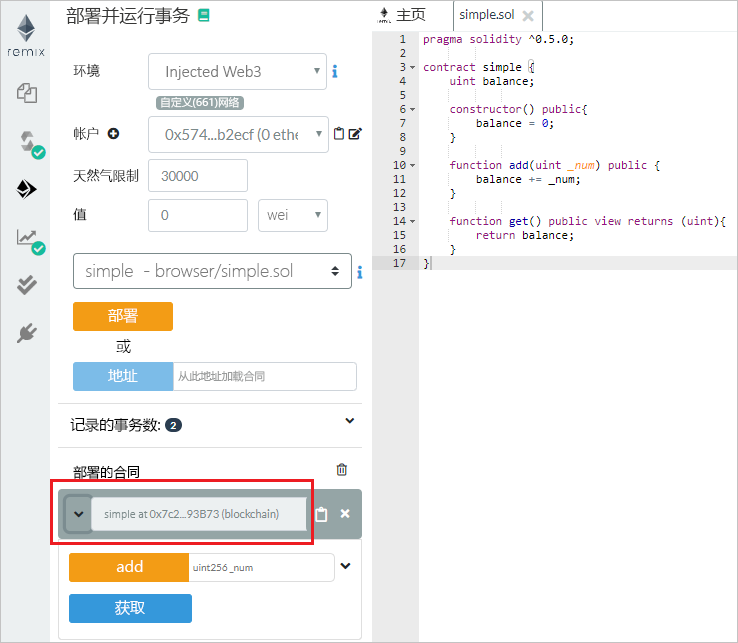 remix
部署并运行事务
环境
Injected Web3
自定义(661)网络
帐户
0x574...b2ecf (0 ethe
天然气限制
30000
值
0
wei
simple - browser/simple.sol
部署
或
地址
从此地址加载合同
记录的事务数: 2
部署的合同
simple at 0x7c2...93B73 (blockchain)
add
uint256 _num
获取
主页
simple.sol
1 pragma solidity ^0.5.0;
2
3 contract simple {
4 uint balance;
5
6 constructor() public{
7 balance = 0;
8 }
9
10 function add(uint _num) public {
11 balance += _num;
12 }
13
14 function get() public view returns (uint){
15 return balance;
16 }
17 }